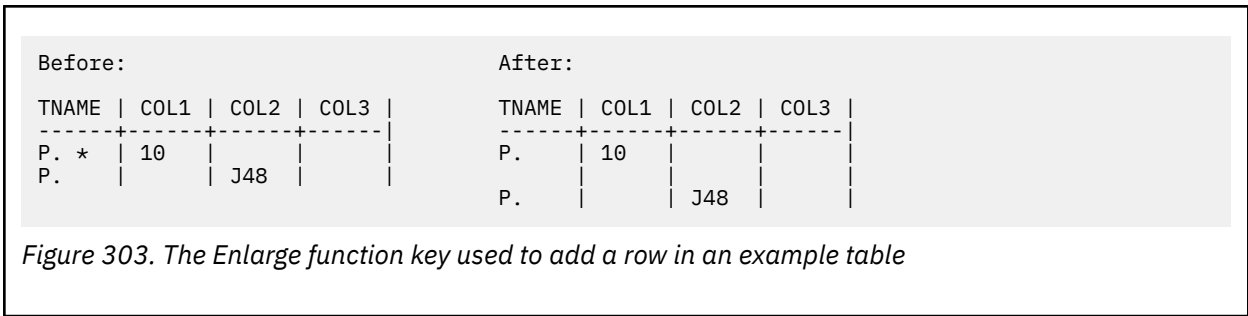 Before:                                 After:
TNAME | COL1 | COL2 | COL3 |            TNAME | COL1 | COL2 | COL3 |
------+------+------+------|            ------+------+------+------|
P. *  | 10   |      |      |            P.    | 10   |      |      |
P.    |      | J48  |      |                  |      |      |      |
                                        P.    |      | J48  |      |
Figure 303. The Enlarge function key used to add a row in an example table